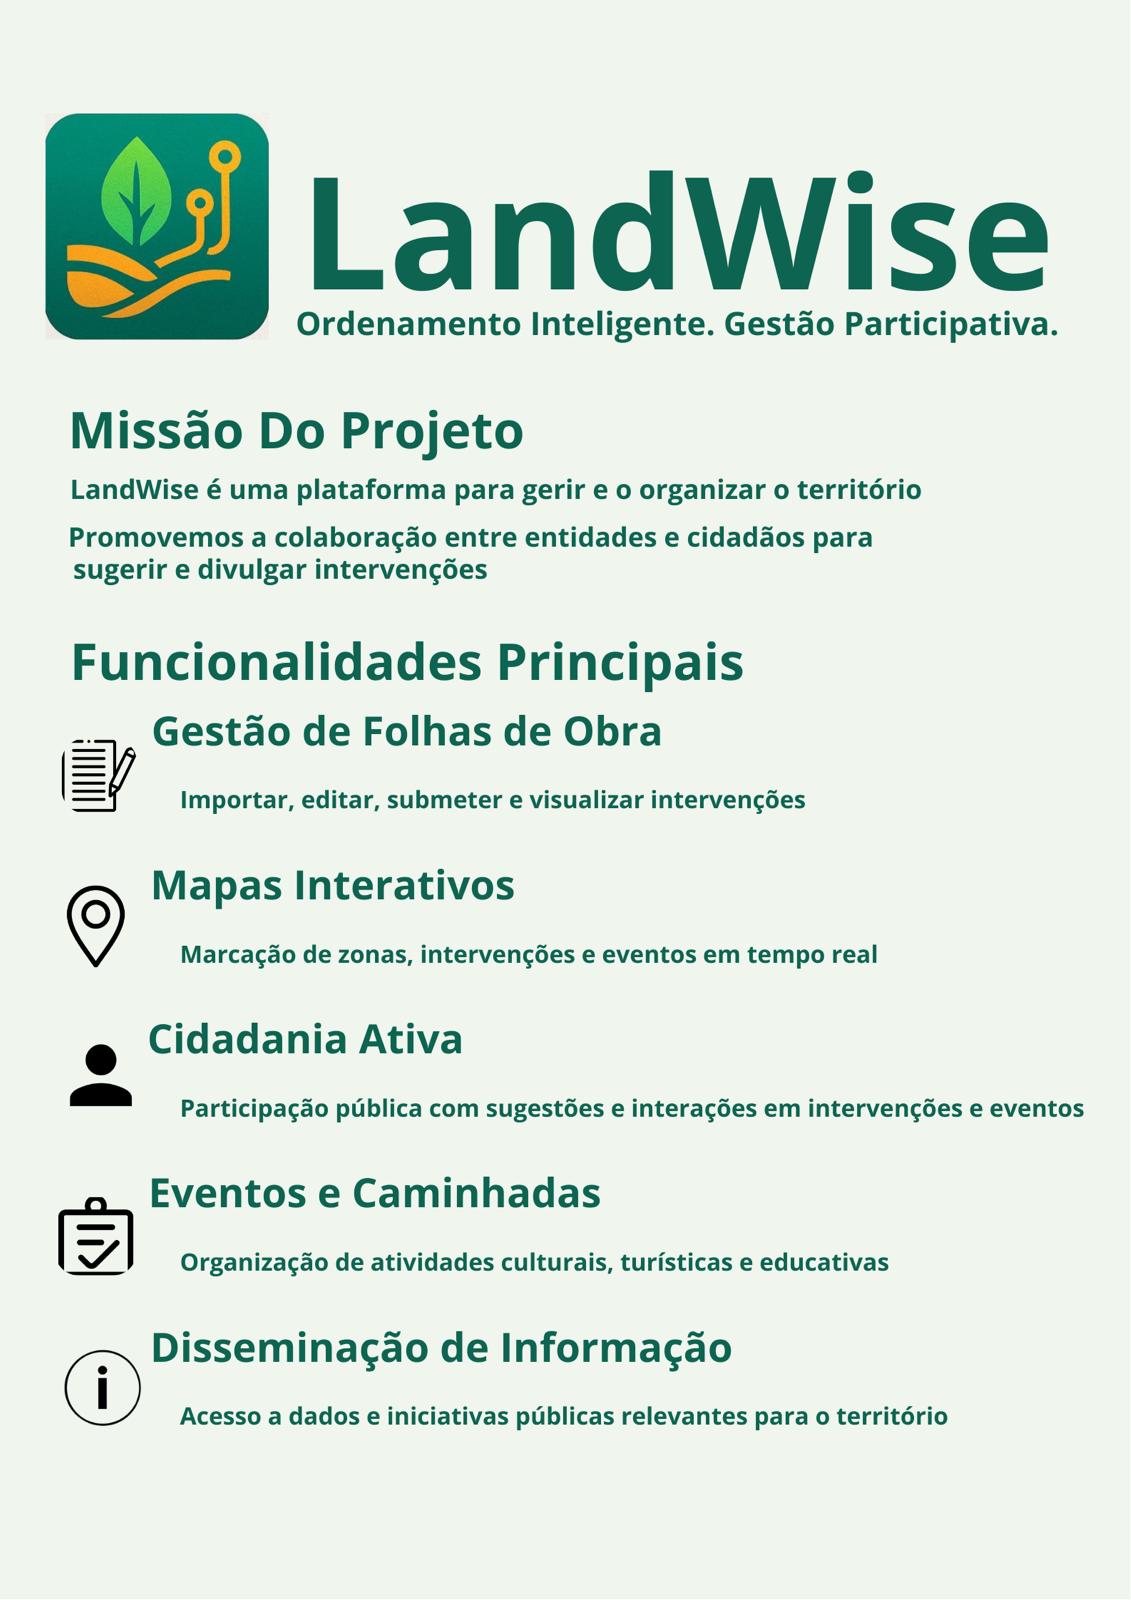 LandWise
Ordenamento Inteligente. Gestão Participativa.
Missão Do Projeto
LandWise é uma plataforma para gerir e o organizar o território
Promovemos a colaboração entre entidades e cidadãos para
sugerir e divulgar intervenções
Funcionalidades Principais
Gestão de Folhas de Obra
Importar, editar, submeter e visualizar intervenções
Mapas Interativos
Marcação de zonas, intervenções e eventos em tempo real
Cidadania Ativa
Participação pública com sugestões e interações em intervenções e eventos
Eventos e Caminhadas
Organização de atividades culturais, turísticas e educativas
Disseminação de Informação
Acesso a dados e iniciativas públicas relevantes para o território